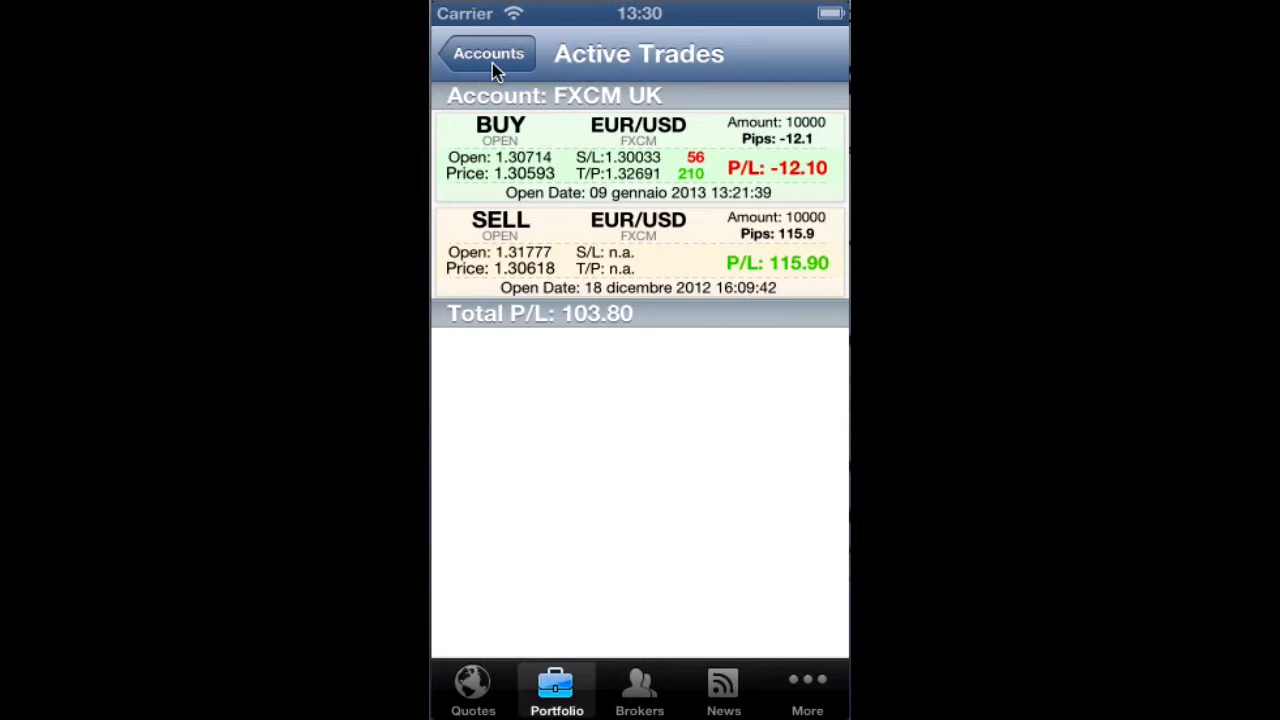 Carrier 13:30
Accounts Active Trades
Account: FXCM UK
BUY EUR/USD Amount: 10000
OPEN FXCM Pips: -12.1
Open: 1.30714 S/L:1.30033 56
Price: 1.30593 T/P:1.32691 210 P/L: -12.10
Open Date: 09 gennaio 2013 13:21:39
SELL EUR/USD Amount: 10000
OPEN FXCM Pips: 115.9
Open: 1.31777 S/L: n.a.
Price: 1.30618 T/P: n.a. P/L: 115.90
Open Date: 18 dicembre 2012 16:09:42
Total P/L: 103.80
Quotes Portfolio Brokers News More